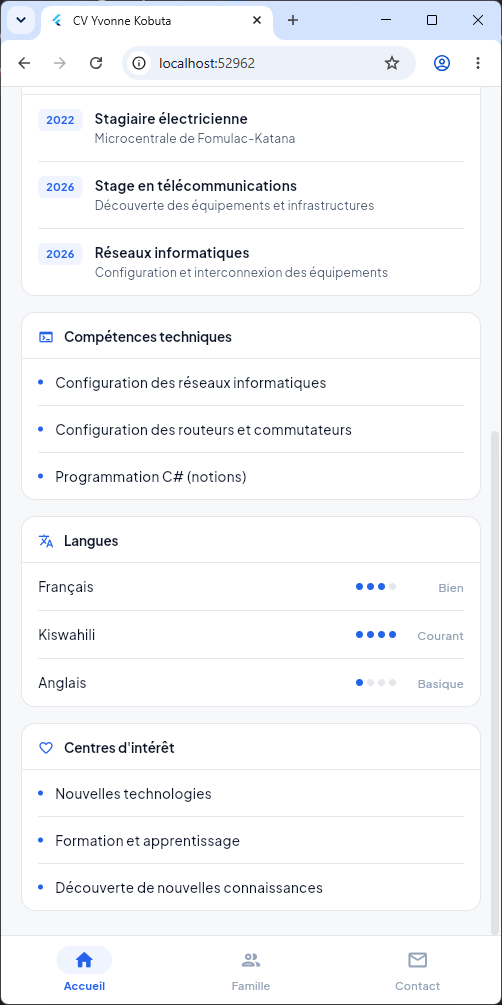 CV Yvonne Kobuta
localhost:52962
2022
Stagiaire électricienne
Microcentrale de Fomulac-Katana
2026
Stage en télécommunications
Découverte des équipements et infrastructures
2026
Réseaux informatiques
Configuration et interconnexion des équipements
Compétences techniques
Configuration des réseaux informatiques
Configuration des routeurs et commutateurs
Programmation C# (notions)
Langues
Français
Bien
Kiswahili
Courant
Anglais
Basique
Centres d'intérêt
Nouvelles technologies
Formation et apprentissage
Découverte de nouvelles connaissances
Accueil
Famille
Contact